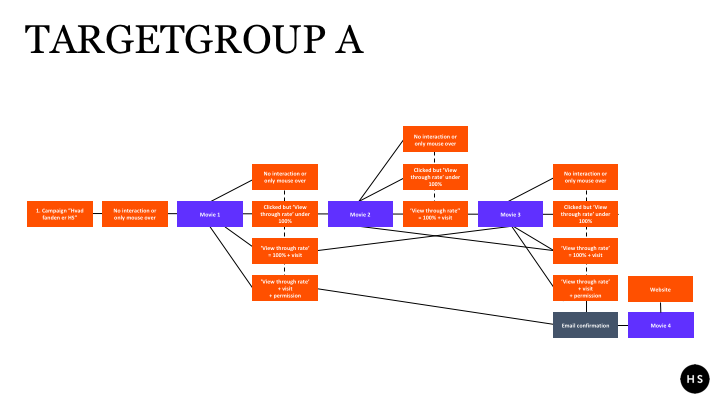 TARGETGROUP A
1. Campaign "Hvad
fanden er HS"
No interaction or
only mouse over
Movie 1
No interaction or
only mouse over
Clicked but 'View
through rate' under
100%
'View through rate'
= 100% + visit
'View through rate'
+ visit
+ permission
Movie 2
No interaction or
only mouse over
Clicked but 'View
through rate' under
100%
'View through rate"
= 100% + visit
Movie 3
No interaction or
only mouse over
Clicked but 'View
through rate' under
100%
'View through rate'
= 100% + visit
'View through rate'
+ visit
+ permission
Email confirmation
Website
Movie 4
HS